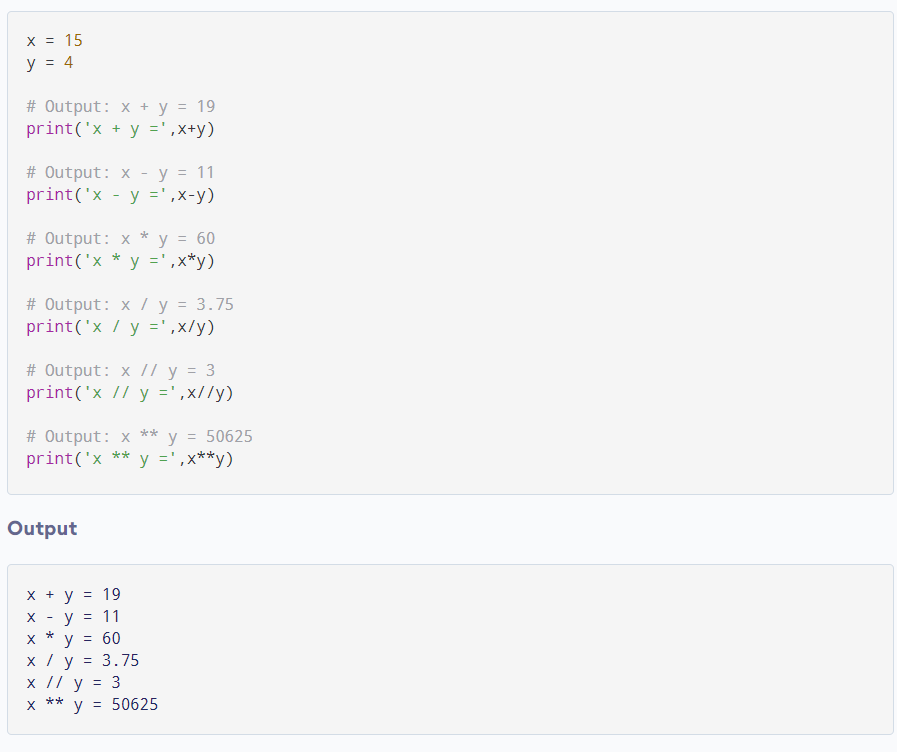 x = 15
y = 4
# Output: x + y = 19
print('x + y =',x+y)
# Output: x - y = 11
print('x - y =',x-y)
# Output: x * y = 60
print('x * y =',x*y)
# Output: x / y = 3.75
print('x / y =',x/y)
# Output: x // y = 3
print('x // y =',x//y)
# Output: x ** y = 50625
print('x ** y =',x**y)
Output
x + y = 19
x - y = 11
x * y = 60
x / y = 3.75
x // y = 3
x ** y = 50625